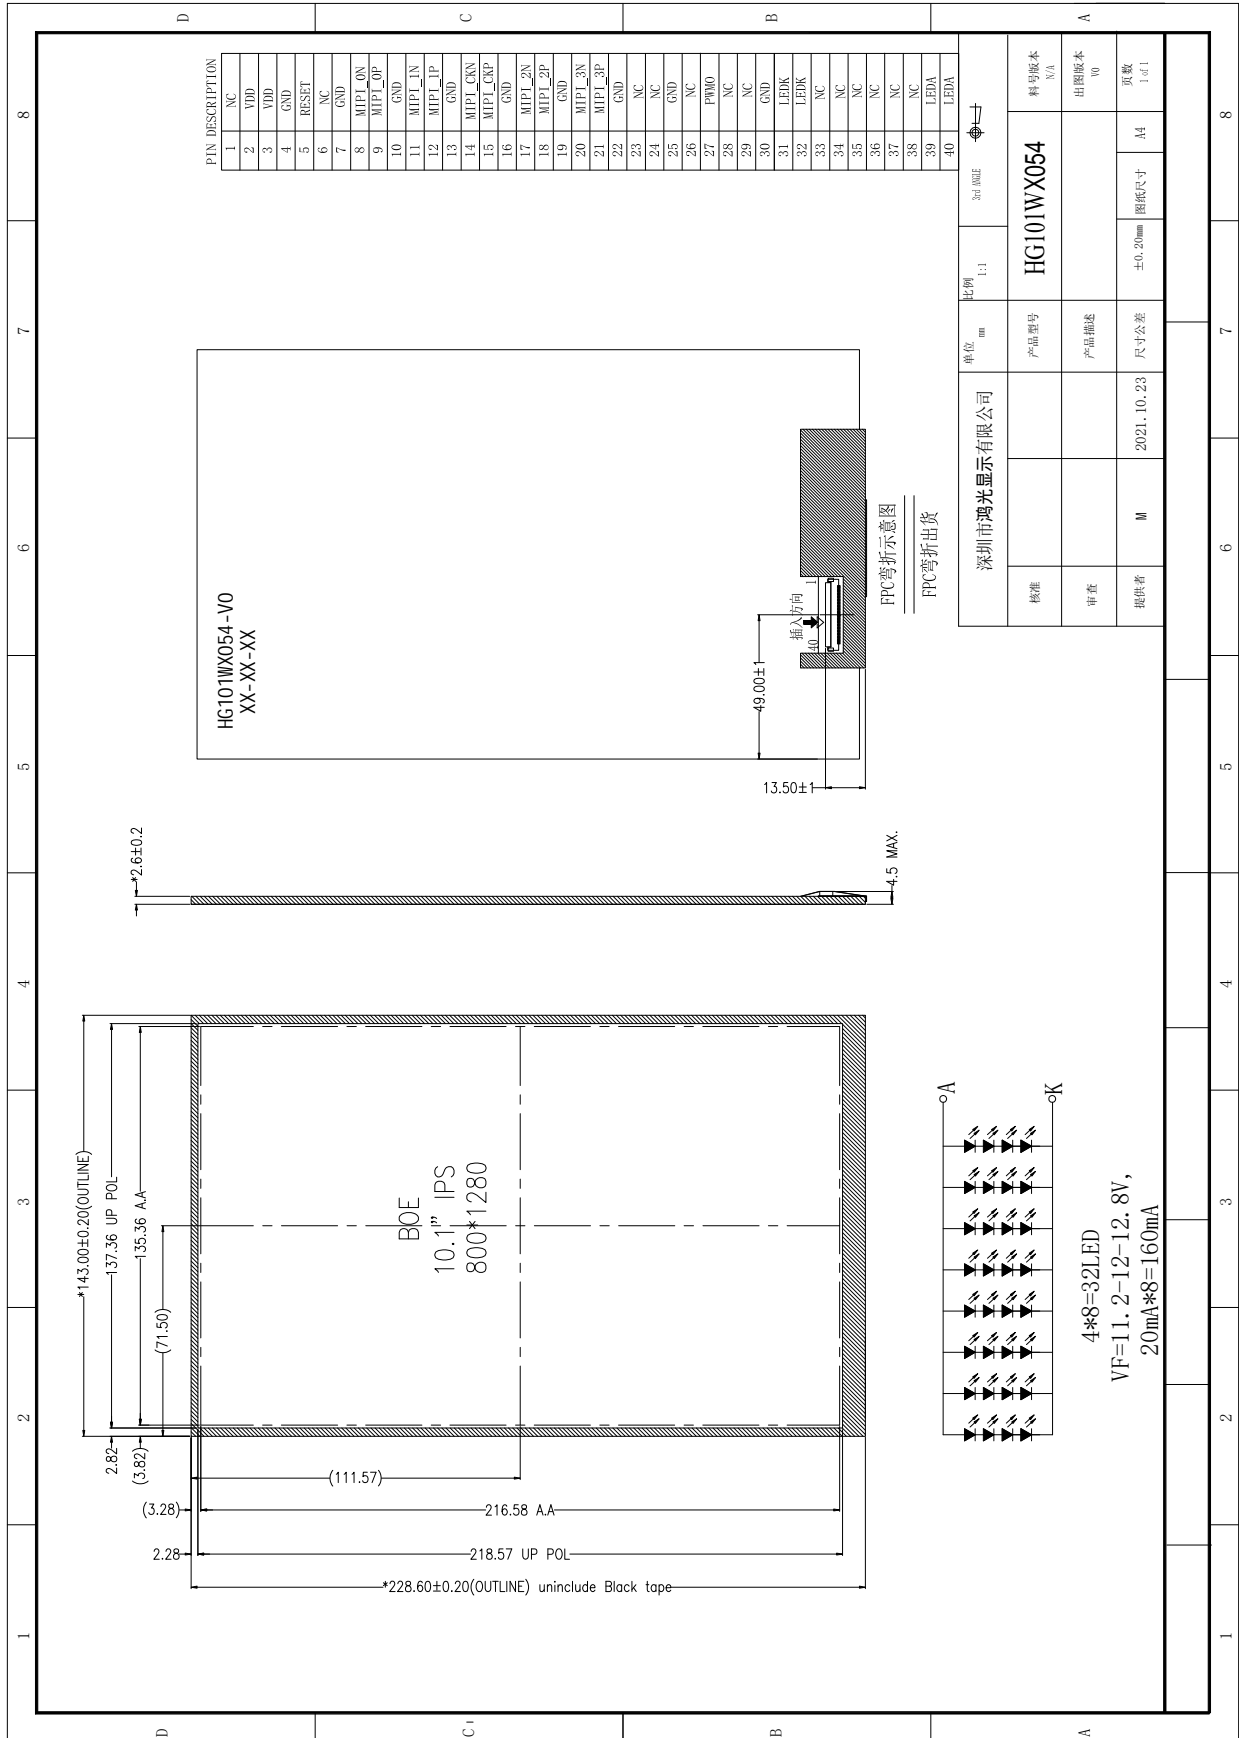 8
7
6
5
4
3
2
1
D
C
B
A
PIN DESCRIPTION
1 NC
2 VDD
3 VDD
4 GND
5 RESET
6 NC
7 GND
8 MIPI_0N
9 MIPI_0P
10 GND
11 MIPI_1N
12 MIPI_1P
13 GND
14 MIPI_CKN
15 MIPI_CKP
16 GND
17 MIPI_2N
18 MIPI_2P
19 GND
20 MIPI_3N
21 MIPI_3P
22 GND
23 NC
24 NC
25 GND
26 NC
27 PWMO
28 NC
29 NC
30 GND
31 LEDK
32 LEDK
33 NC
34 NC
35 NC
36 NC
37 NC
38 NC
39 LEDA
40 LEDA
HG101WX054-V0
XX-XX-XX
插入方向
40
1
49.00±1
13.50±1
FPC弯折示意图
FPC弯折出货
*2.6±0.2
4.5 MAX.
*143.00±0.20(OUTLINE)
137.36 UP POL
135.36 A.A
(71.50)
2.82
(3.82)
(3.28)
2.28
(111.57)
216.58 A.A
218.57 UP POL
*228.60±0.20(OUTLINE) uninclude Black tape
BOE
10.1" IPS
800*1280
A
K
4*8=32LED
VF=11.2-12-12.8V,
20mA*8=160mA
深圳市鸿光显示有限公司
单位 mm
比例 1:1
3rd ANGLE
核准
产品型号
HG101WX054
料号版本 N/A
审查
产品描述
出图版本 V0
提供者
M
2021.10.23
尺寸公差
±0.20mm
图纸尺寸
A4
页数 1 of 1
1
2
3
4
5
6
7
8
D
C
B
A